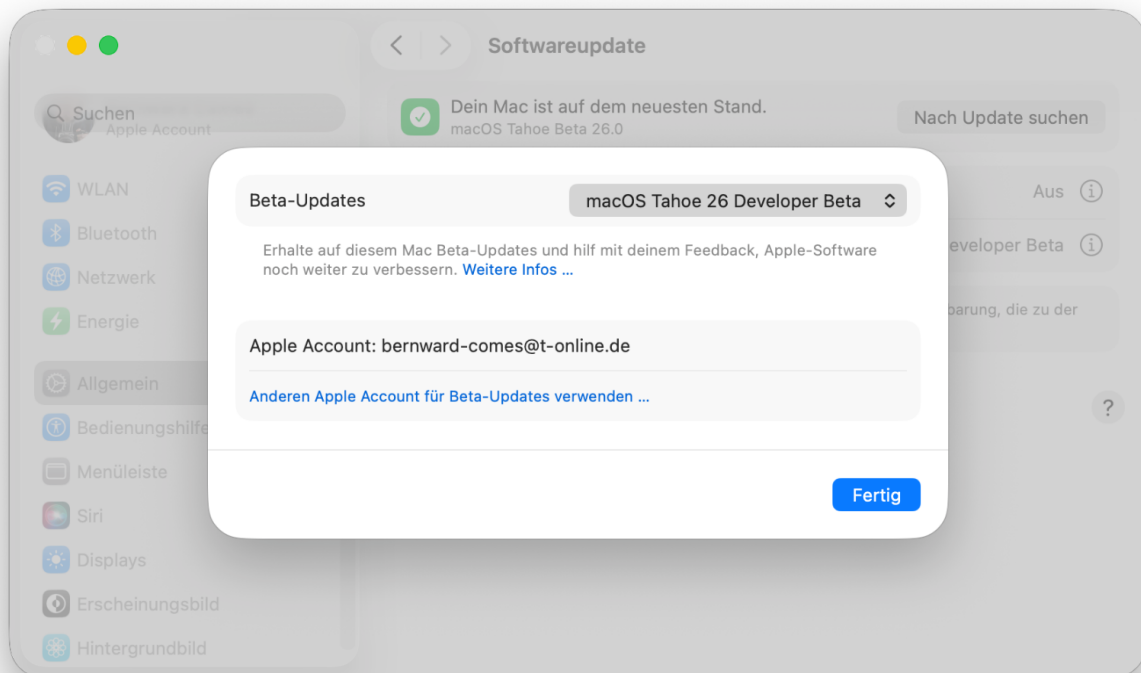 Softwareupdate
Suchen
Apple Account
Dein Mac ist auf dem neuesten Stand.
macOS Tahoe Beta 26.0
Nach Update suchen
WLAN
Bluetooth
Netzwerk
Energie
Allgemein
Bedienungshilfe
Menüleiste
Siri
Displays
Erscheinungsbild
Hintergrundbild
Aus
Developer Beta
barung, die zu der
?
Beta-Updates
macOS Tahoe 26 Developer Beta
Erhalte auf diesem Mac Beta-Updates und hilf mit deinem Feedback, Apple-Software
noch weiter zu verbessern. Weitere Infos ...
Apple Account: bernward-comes@t-online.de
Anderen Apple Account für Beta-Updates verwenden ...
Fertig